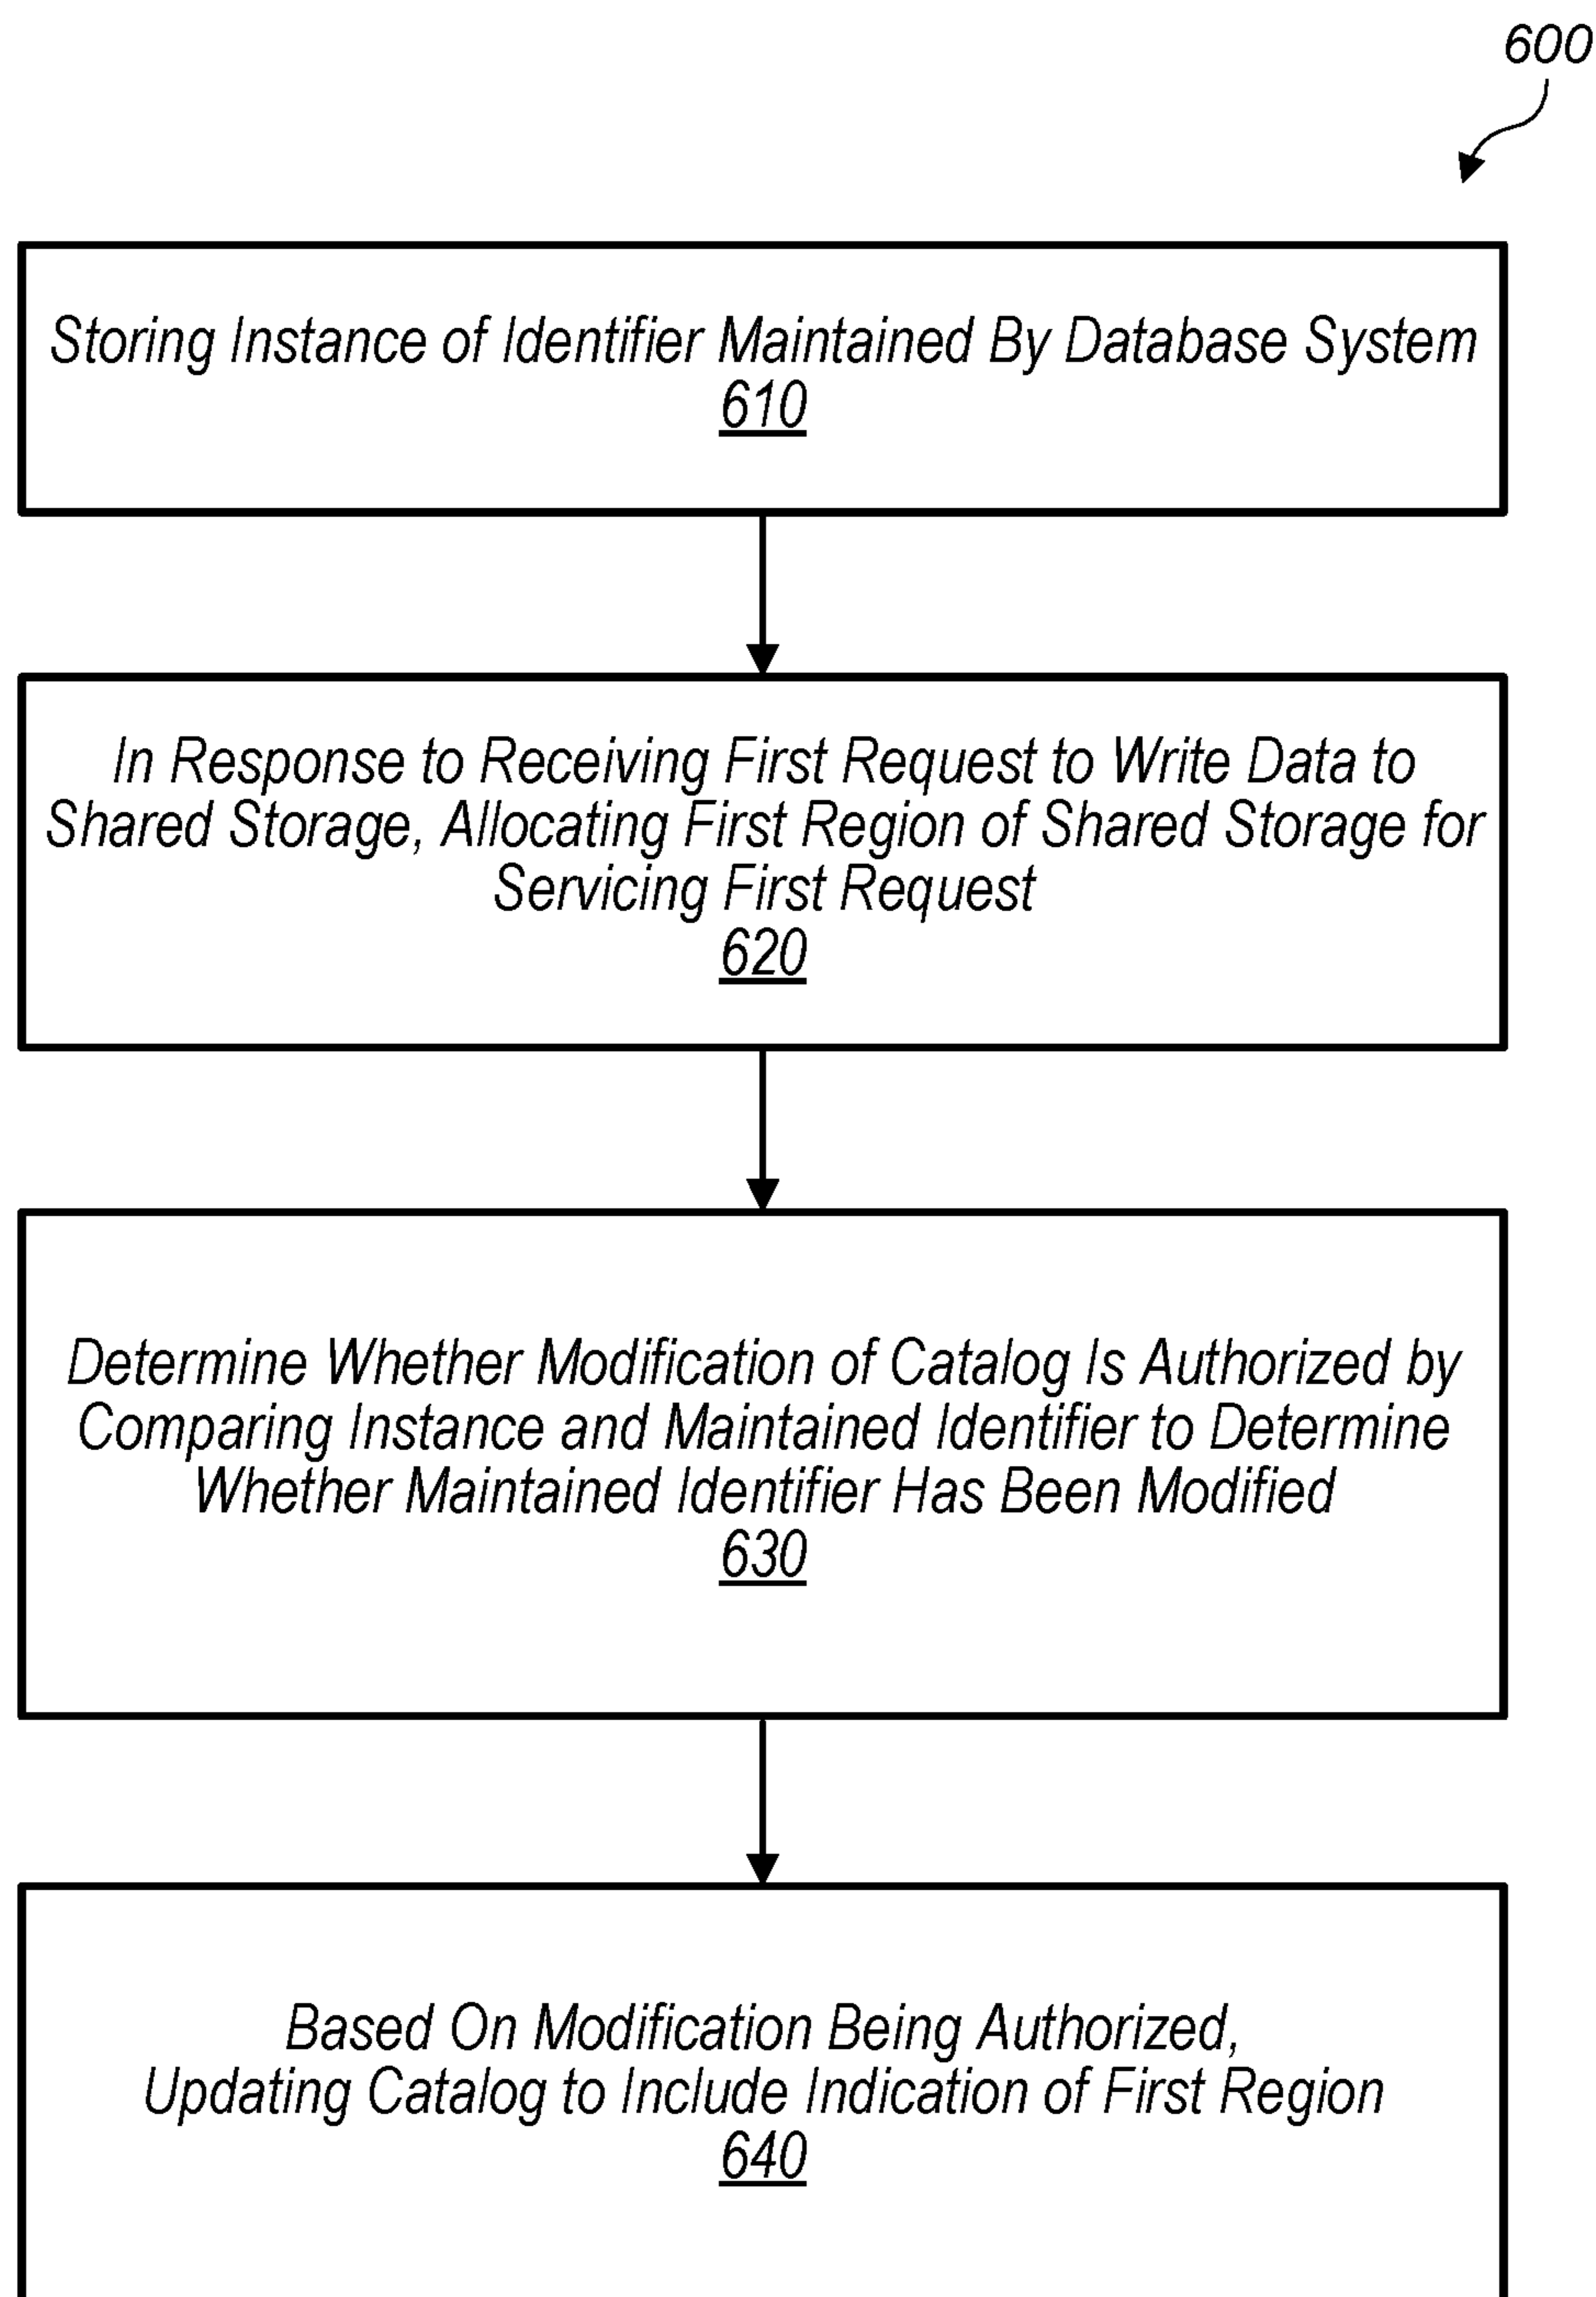 600
Storing Instance of Identifier Maintained By Database System
610
In Response to Receiving First Request to Write Data to
Shared Storage, Allocating First Region of Shared Storage for
Servicing First Request
620
Determine Whether Modification of Catalog Is Authorized by
Comparing Instance and Maintained Identifier to Determine
Whether Maintained Identifier Has Been Modified
630
Based On Modification Being Authorized,
Updating Catalog to Include Indication of First Region
640